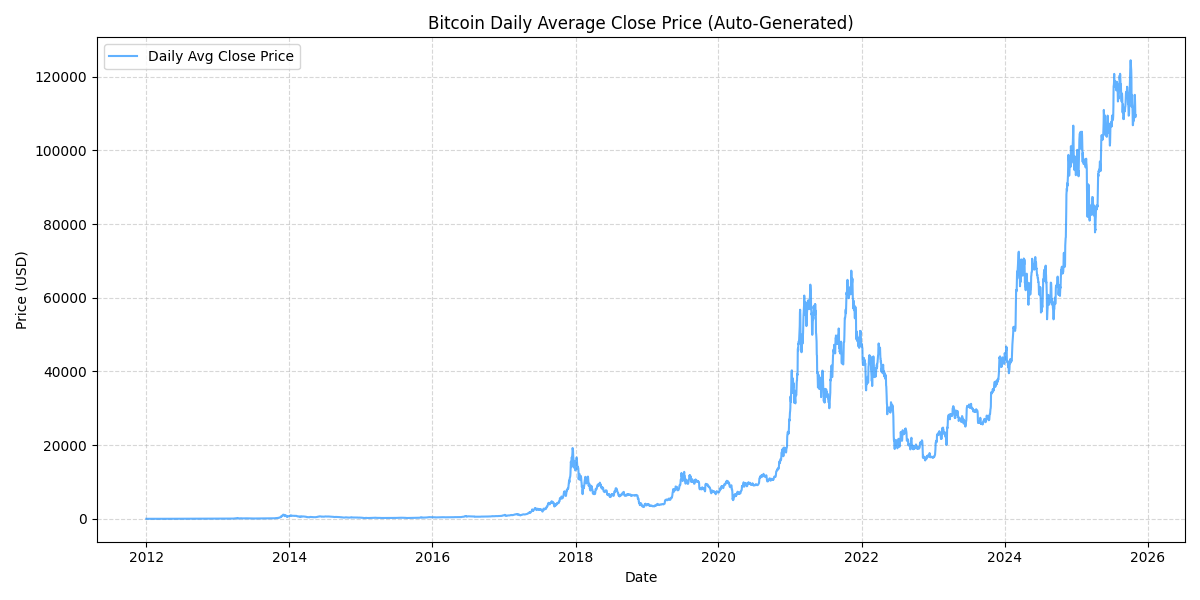 Bitcoin Daily Average Close Price (Auto-Generated)
Daily Avg Close Price
Price (USD)
120000
100000
80000
60000
40000
20000
0
2012 2014 2016 2018 2020 2022 2024 2026
Date